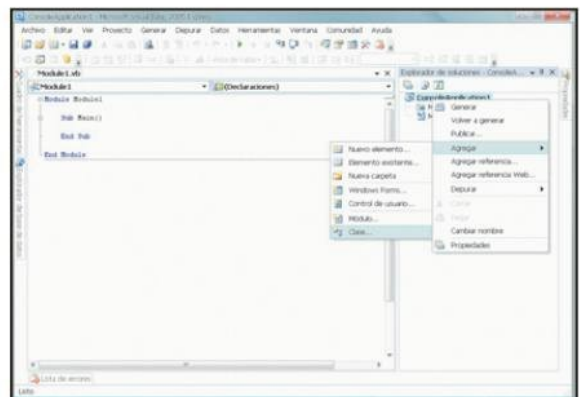 ConsoleApplication1 - Microsoft Visual Basic 2005 Express
Archivo Editar Ver Proyecto Generar Depurar Datos Herramientas Ventana Comunidad Ayuda
Module1.vb
Module1
(Declaraciones)
Module Module1
Sub Main()
End Sub
End Module
Explorador de soluciones - ConsoleA...
ConsoleApplication1
Generar
Volver a generar
Publicar...
Agregar
Agregar referencia...
Agregar referencia Web...
Depurar
Cortar
Pegar
Cambiar nombre
Propiedades
Nuevo elemento...
Elemento existente...
Nueva carpeta
Windows Forms...
Control de usuario...
Módulo...
Clase...
Lista de errores
Listo